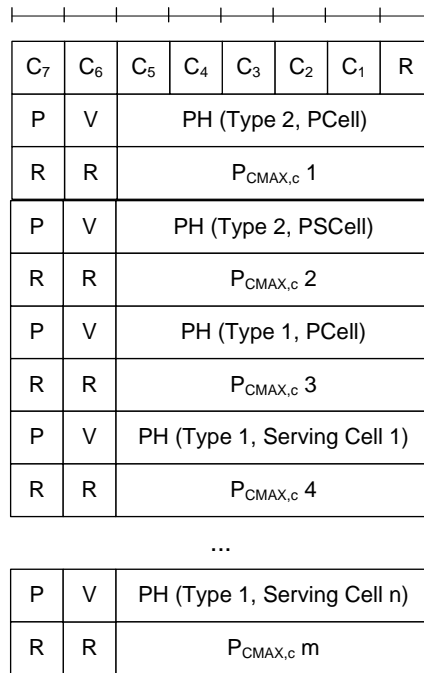 C7 C6 C5 C4 C3 C2 C1 R
P V PH (Type 2, PCell)
R R PCMAX,c 1
P V PH (Type 2, PSCell)
R R PCMAX,c 2
P V PH (Type 1, PCell)
R R PCMAX,c 3
P V PH (Type 1, Serving Cell 1)
R R PCMAX,c 4
...
P V PH (Type 1, Serving Cell n)
R R PCMAX,c m